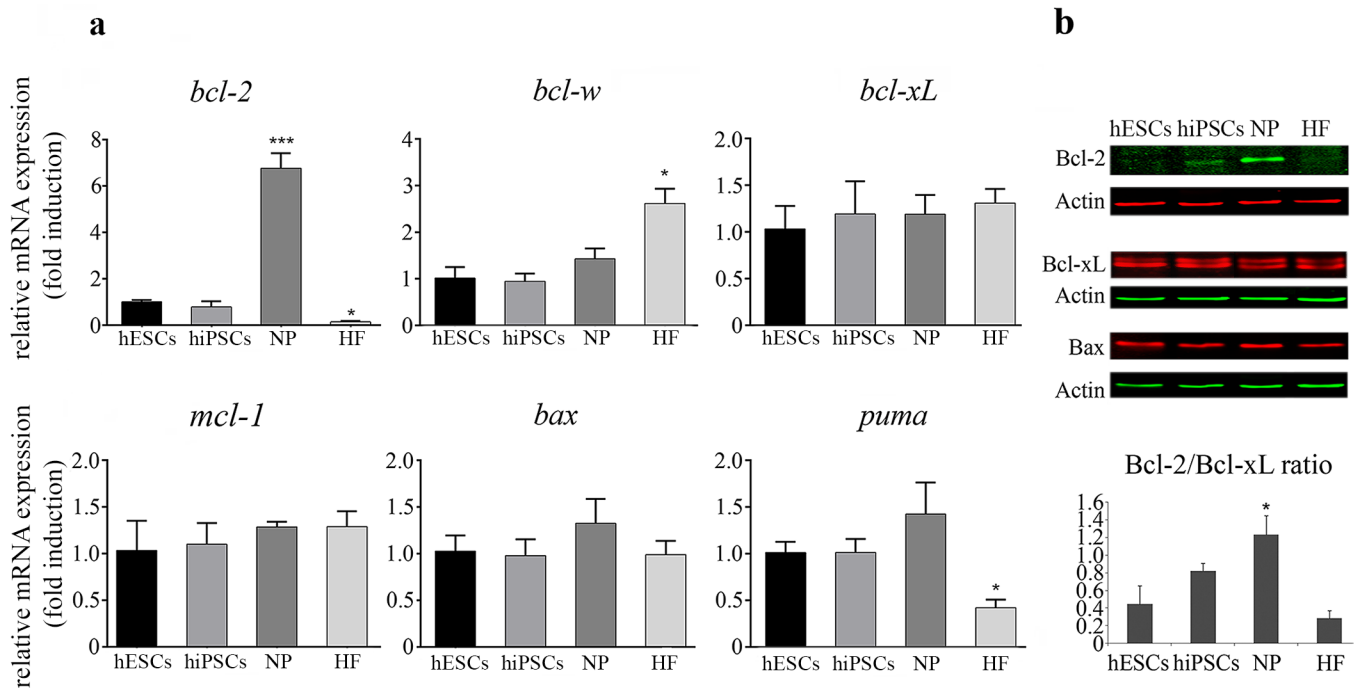 a
b
relative mRNA expression
(fold induction)
bcl-2
8
6
4
2
0
***
*
hESCs hiPSCs NP HF
bcl-w
4
3
2
1
0
*
hESCs hiPSCs NP HF
bcl-xL
2.0
1.5
1.0
0.5
0
hESCs hiPSCs NP HF
relative mRNA expression
(fold induction)
mcl-1
2.0
1.5
1.0
0.5
0
hESCs hiPSCs NP HF
bax
2.0
1.5
1.0
0.5
0
hESCs hiPSCs NP HF
puma
2.0
1.5
1.0
0.5
0
*
hESCs hiPSCs NP HF
hESCs hiPSCs NP HF
Bcl-2
Actin
Bcl-xL
Actin
Bax
Actin
Bcl-2/Bcl-xL ratio
1.6
1.4
1.2
1.0
0.8
0.6
0.4
0.2
0
*
hESCs hiPSCs NP HF